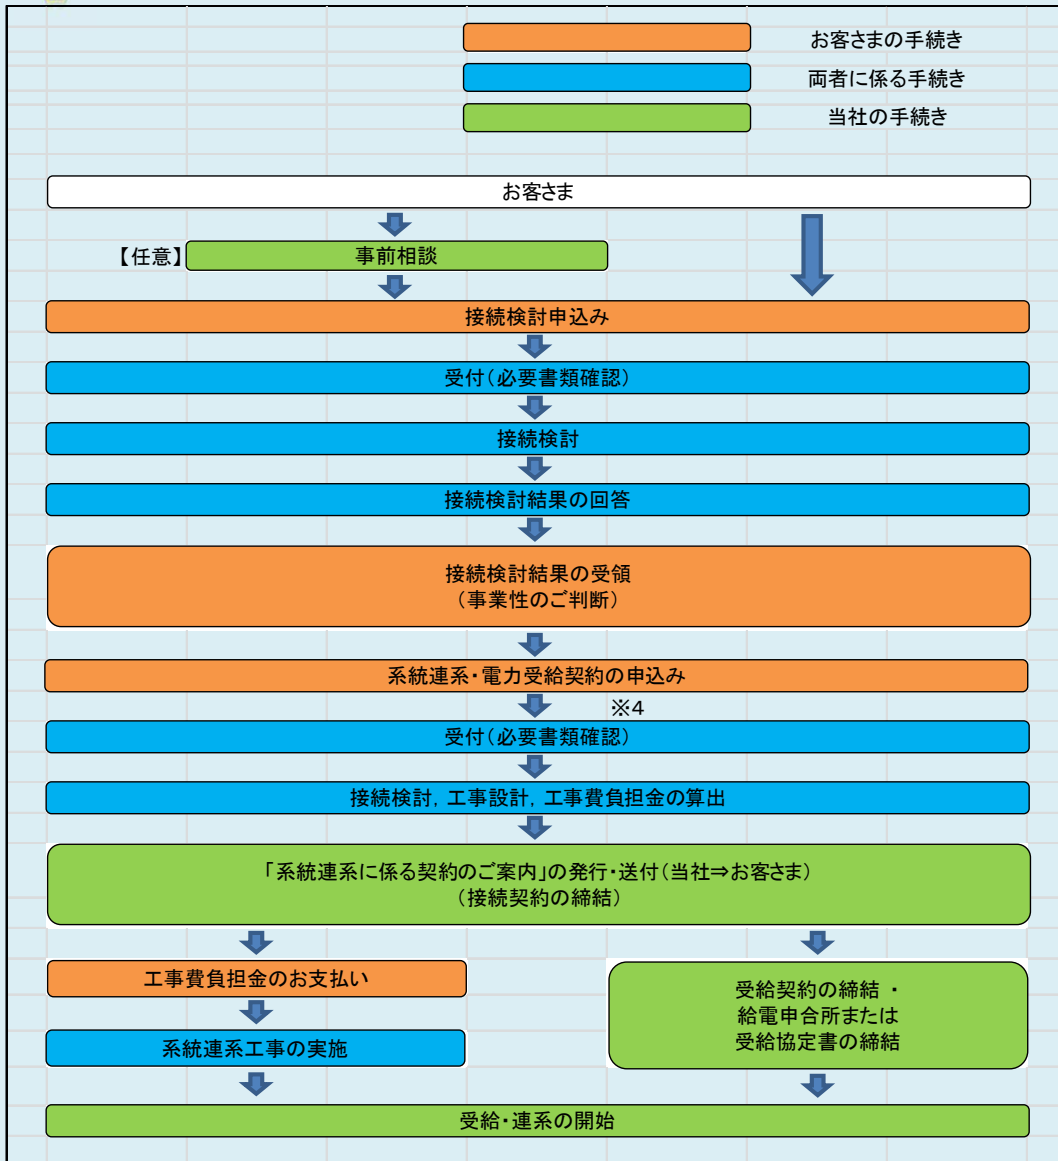 お客さまの手続き
両者に係る手続き
当社の手続き
お客さま
【任意】
事前相談
接続検討申込み
受付(必要書類確認)
接続検討
接続検討結果の回答
接続検討結果の受領
(事業性のご判断)
系統連系・電力受給契約の申込み
※4
受付(必要書類確認)
接続検討，工事設計，工事費負担金の算出
「系統連系に係る契約のご案内」の発行・送付(当社⇒お客さま)
(接続契約の締結)
工事費負担金のお支払い
系統連系工事の実施
受給契約の締結 ・
給電申合所または
受給協定書の締結
受給・連系の開始